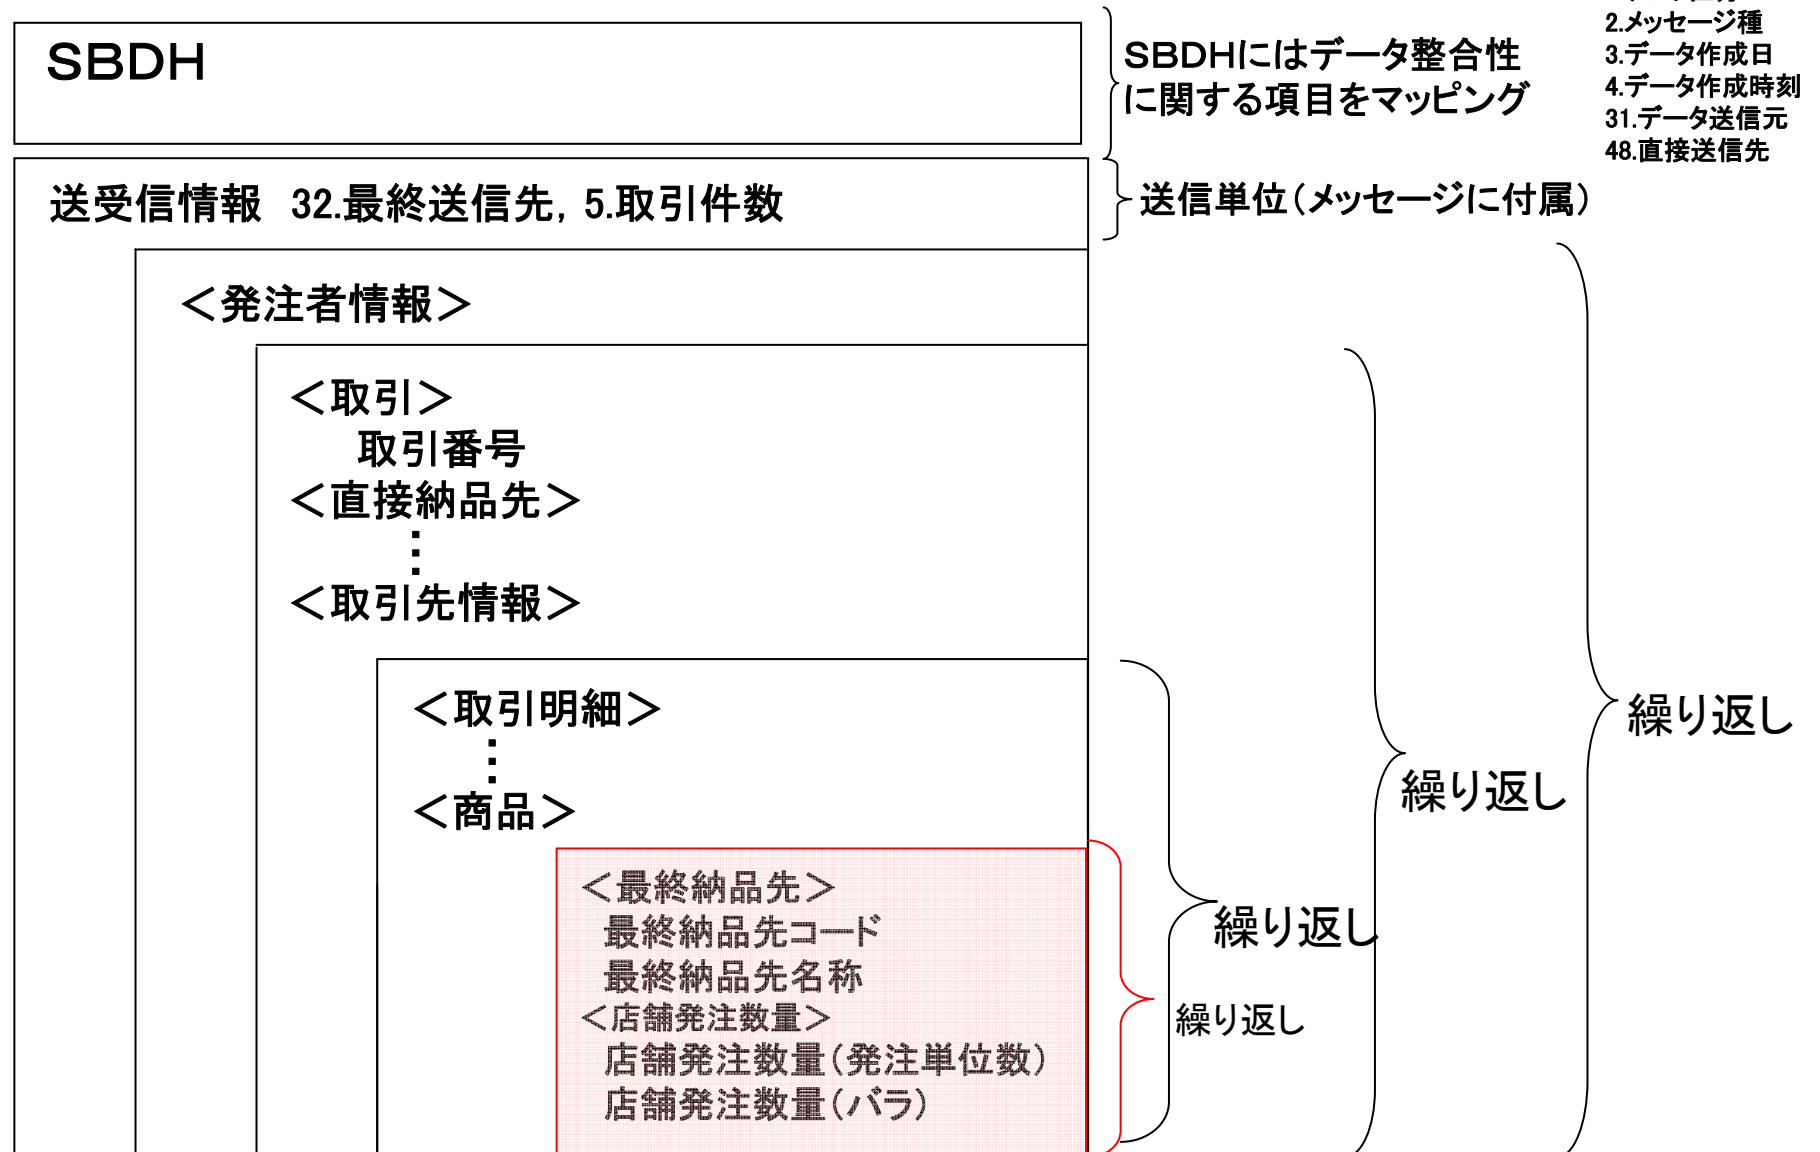 SBDH
SBDHにはデータ整合性
に関する項目をマッピング
2.メッセージ種
3.データ作成日
4.データ作成時刻
31.データ送信元
48.直接送信先
送受信情報 32.最終送信先, 5.取引件数
送信単位(メッセージに付属)
<発注者情報>
<取引>
取引番号
<直接納品先>
⋮
<取引先情報>
<取引明細>
⋮
<商品>
<最終納品先>
最終納品先コード
最終納品先名称
<店舗発注数量>
店舗発注数量(発注単位数)
店舗発注数量(バラ)
繰り返し
繰り返し
繰り返し
繰り返し